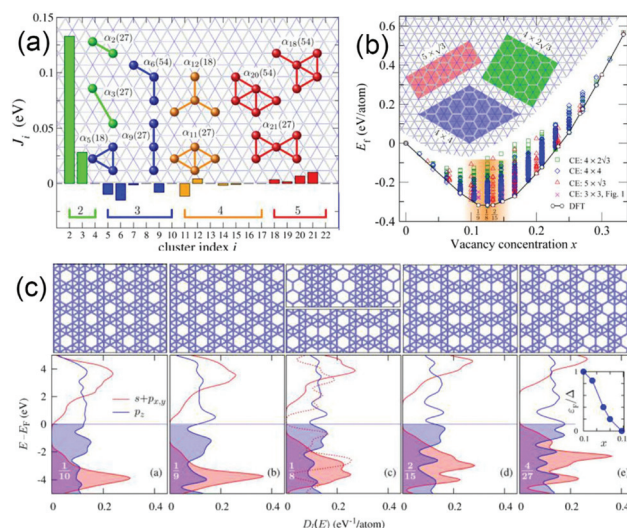 (a)
0.15
0.1
0.05
0
J_i (eV)
α2(27)
α6(54)
α12(18)
α18(54)
α3(27)
α20(54)
α5(18)
α9(27)
α11(27)
α21(27)
2
3
4
5
2 3 4 5 6 7 8 9 10 11 12 13 14 15 16 17 18 19 20 21 22
cluster index i
(b)
0.4
0.2
0
-0.2
-0.4
E_f (eV/atom)
5 × √3
4 × 2√3
4 × 4
CE: 4 × 2√3
CE: 4 × 4
CE: 5 × √3
CE: 3 × 3, Fig. 1
DFT
0 0.1 0.2 0.3
Vacancy concentration x
(c)
4
2
0
-2
-4
E-E_F (eV)
s+p_x,y
p_z
1/10
(a)
1/9
(b)
1/8
(c)
2/15
(d)
4/27
(e)
1
0
ε_F/Δ
0.1
x
0 0.2 0.4
0 0.2 0.4
0 0.2 0.4
0 0.2 0.4
0 0.2 0.4
D_l(E) (eV⁻¹/atom)